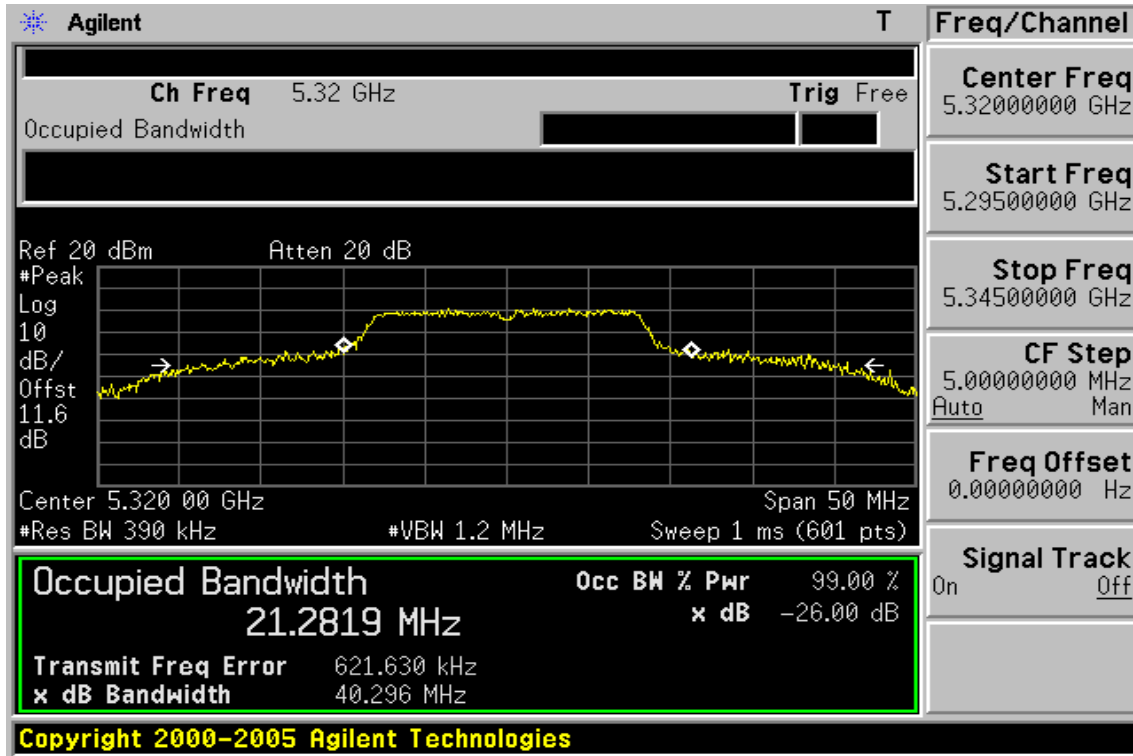 Agilent T Freq/Channel
Ch Freq 5.32 GHz Trig Free
Occupied Bandwidth
Center Freq
5.32000000 GHz
Start Freq
5.29500000 GHz
Stop Freq
5.34500000 GHz
CF Step
5.00000000 MHz
Auto Man
Freq Offset
0.00000000 Hz
Signal Track
On Off
Ref 20 dBm Atten 20 dB
#Peak
Log
10
dB/
Offst
11.6
dB
Center 5.320 00 GHz Span 50 MHz
#Res BW 390 kHz #VBW 1.2 MHz Sweep 1 ms (601 pts)
Occupied Bandwidth Occ BW % Pwr 99.00 %
21.2819 MHz x dB -26.00 dB
Transmit Freq Error 621.630 kHz
x dB Bandwidth 40.296 MHz
Copyright 2000-2005 Agilent Technologies